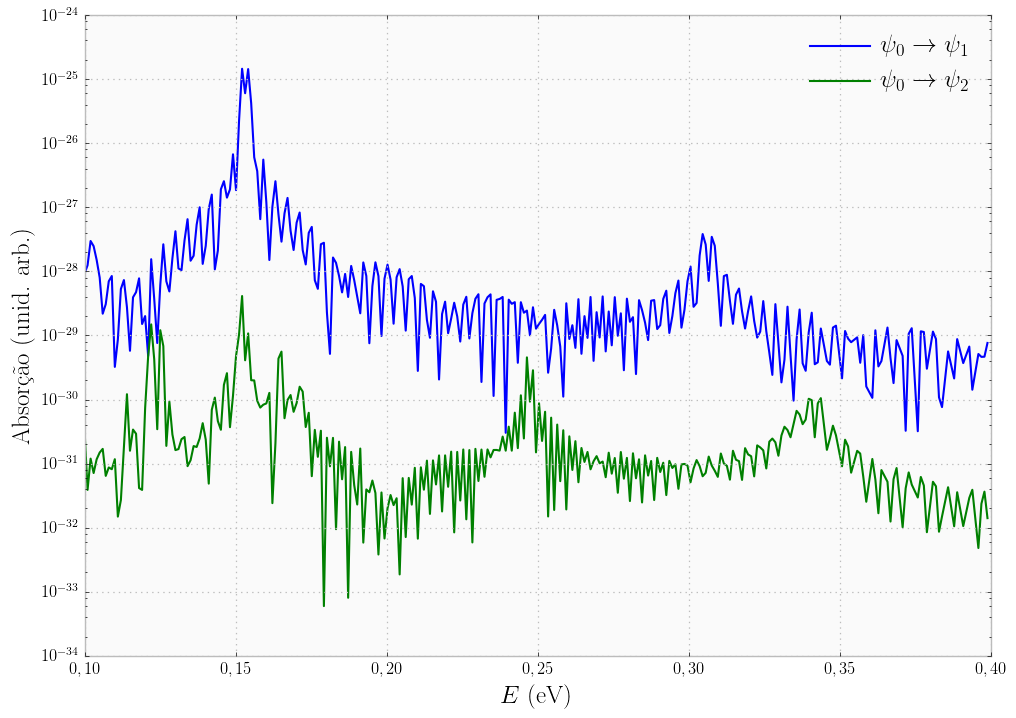 10⁻²⁴
10⁻²⁵
10⁻²⁶
10⁻²⁷
10⁻²⁸
10⁻²⁹
10⁻³⁰
10⁻³¹
10⁻³²
10⁻³³
10⁻³⁴
Absorção (unid. arb.)
ψ₀ → ψ₁
ψ₀ → ψ₂
0,10 0,15 0,20 0,25 0,30 0,35 0,40
E (eV)